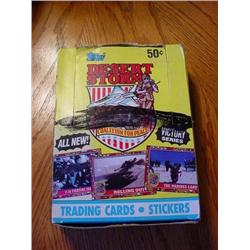 Topps
50¢
DESERT
STORM
COALITION FOR PEACE
ALL NEW!
VICTORY
SERIES
ROLLING OUT
THE MARINES LAND
TRADING CARDS • STICKERS